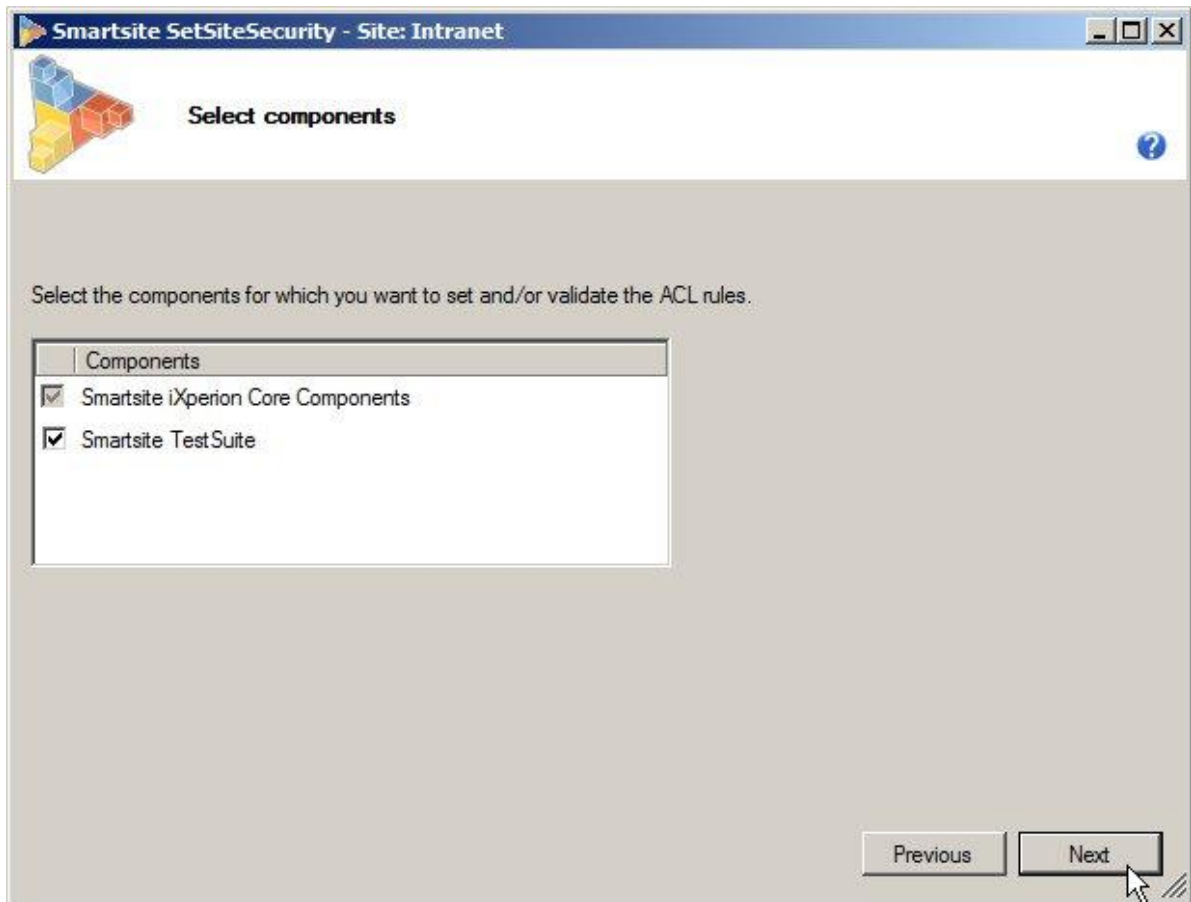 Smartsite SetSiteSecurity - Site: Intranet
Select components
?
Select the components for which you want to set and/or validate the ACL rules.
Components
Smartsite iXperion Core Components
Smartsite TestSuite
Previous
Next